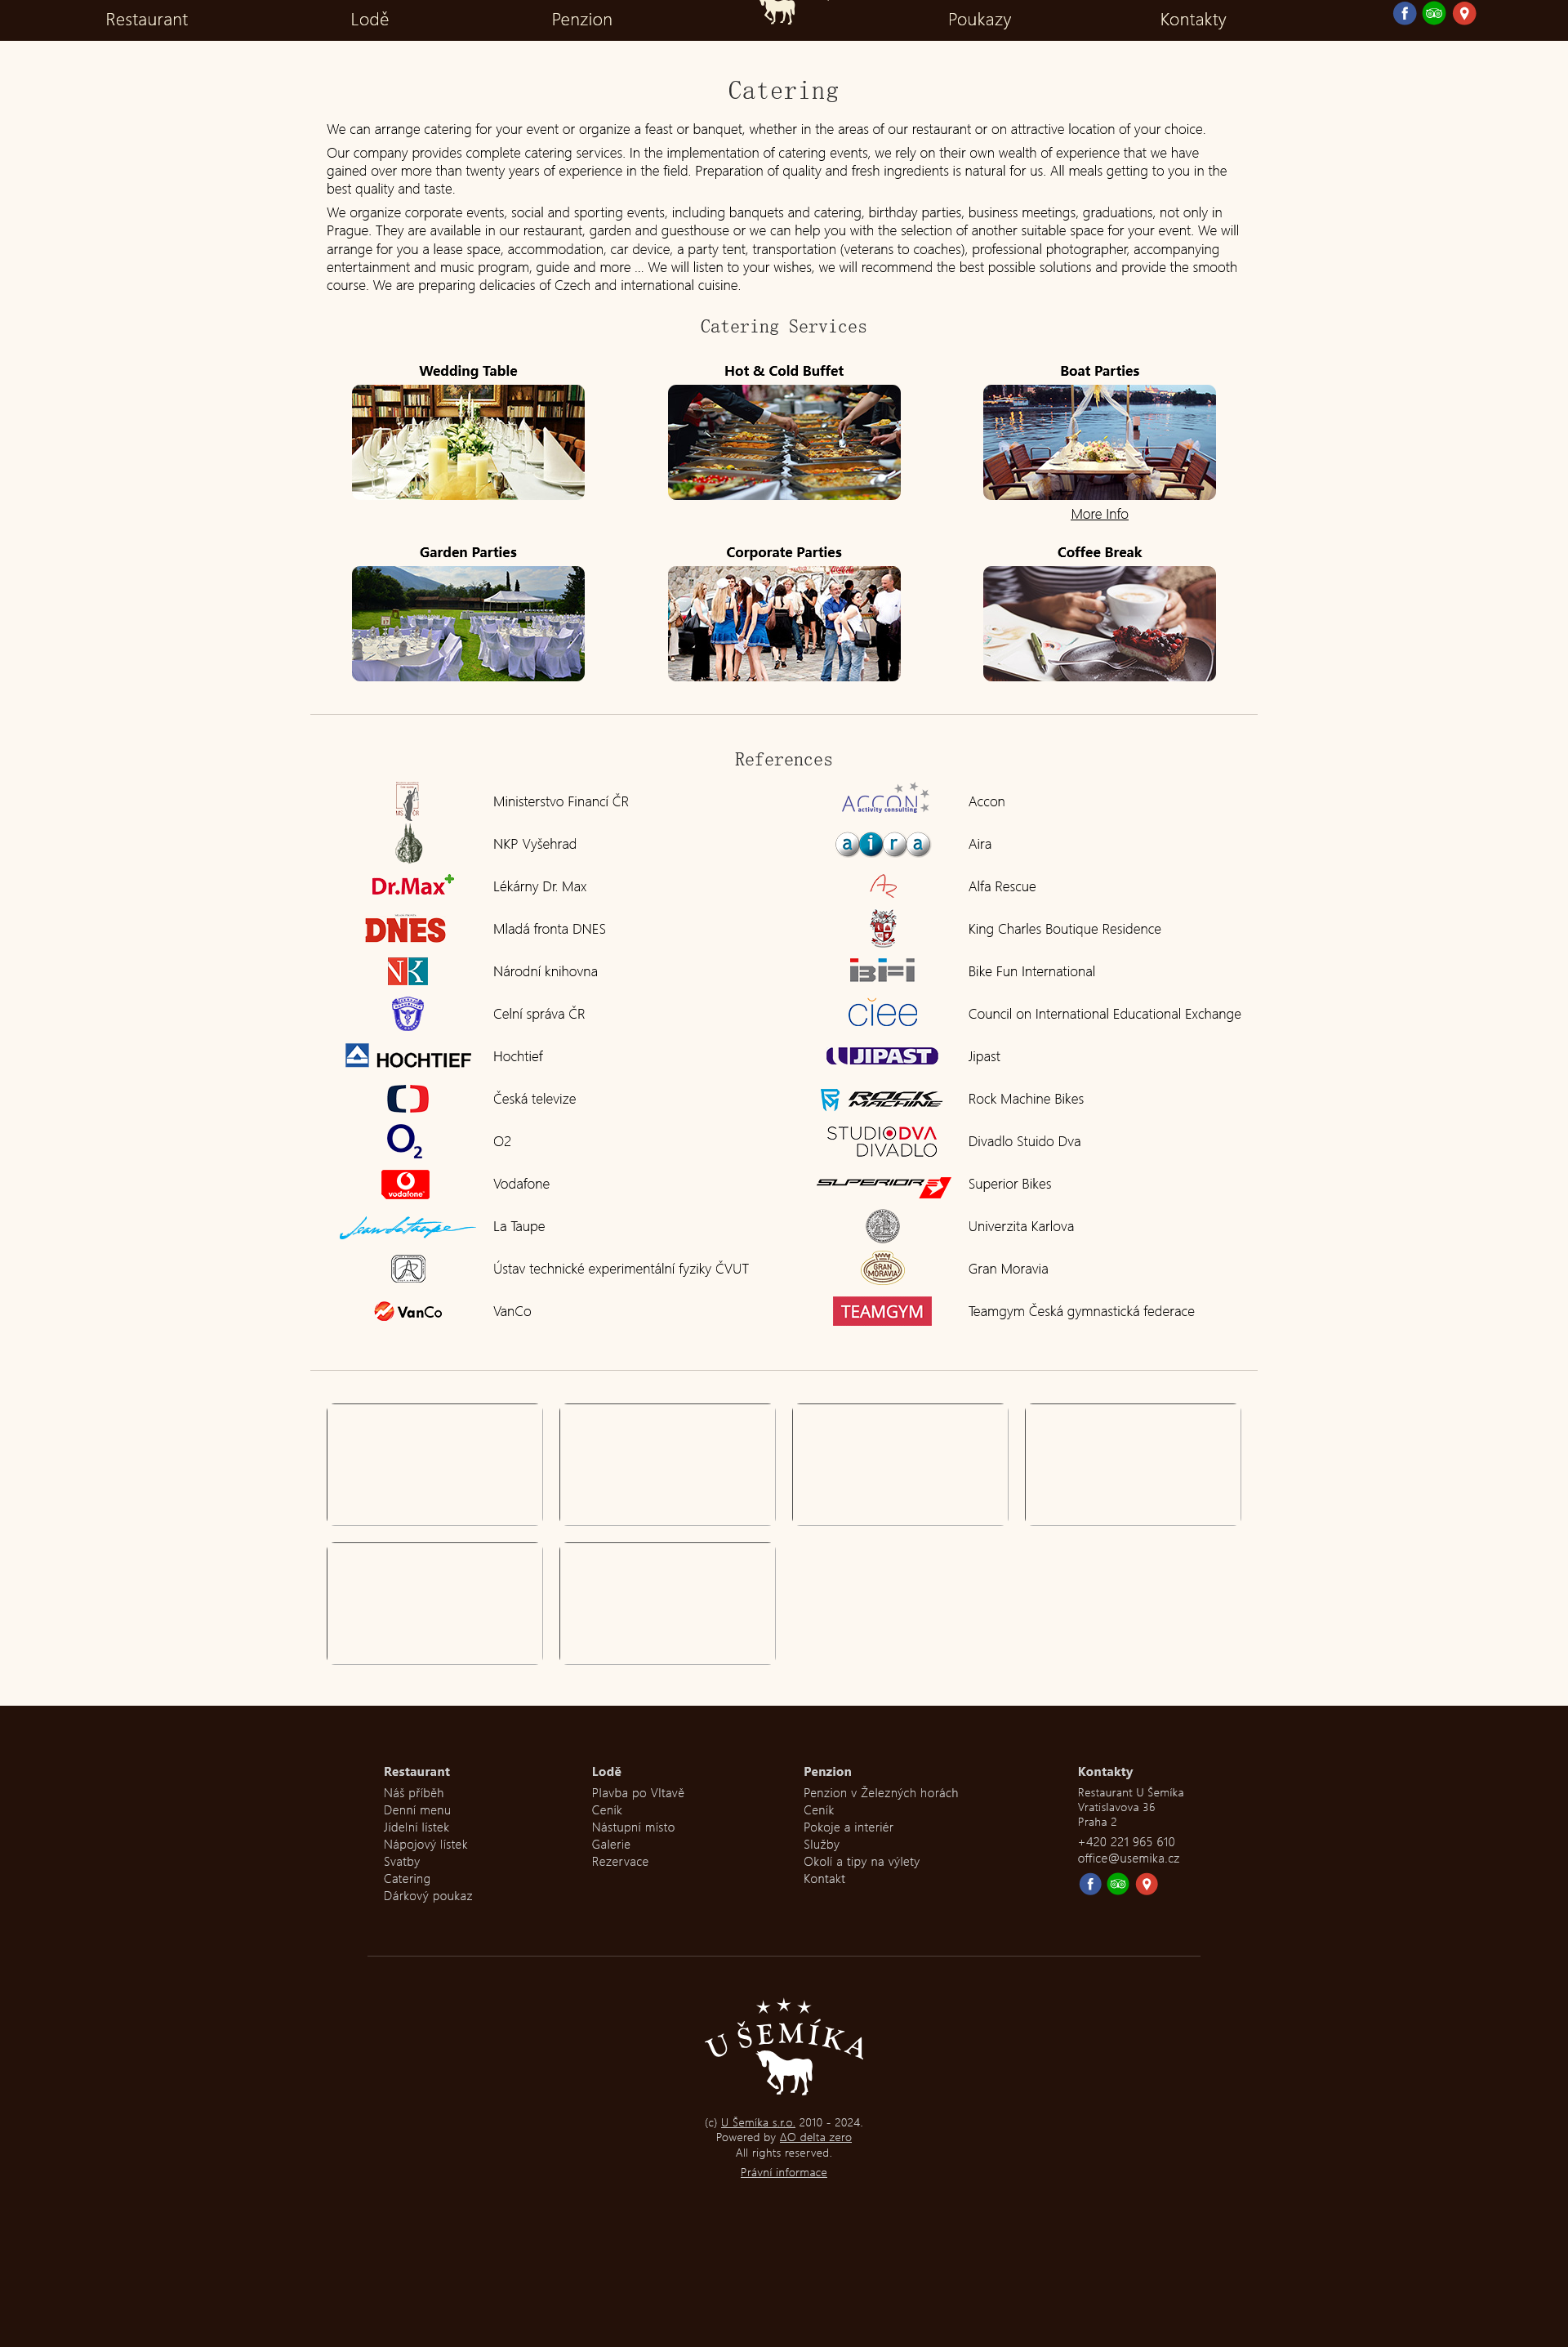 Restaurant
Lodě
Penzion
Poukazy
Kontakty
Catering
We can arrange catering for your event or organize a feast or banquet, whether in the areas of our restaurant or on attractive location of your choice.
Our company provides complete catering services. In the implementation of catering events, we rely on their own wealth of experience that we have
gained over more than twenty years of experience in the field. Preparation of quality and fresh ingredients is natural for us. All meals getting to you in the
best quality and taste.
We organize corporate events, social and sporting events, including banquets and catering, birthday parties, business meetings, graduations, not only in
Prague. They are available in our restaurant, garden and guesthouse or we can help you with the selection of another suitable space for your event. We will
arrange for you a lease space, accommodation, car device, a party tent, transportation (veterans to coaches), professional photographer, accompanying
entertainment and music program, guide and more ... We will listen to your wishes, we will recommend the best possible solutions and provide the smooth
course. We are preparing delicacies of Czech and international cuisine.
Catering Services
Wedding Table
Hot & Cold Buffet
Boat Parties
More Info
Garden Parties
Corporate Parties
Coffee Break
References
MS ČR
Ministerstvo Financí ČR
ACCON
activity consulting
Accon
NKP Vyšehrad
aira
Aira
Dr.Max+
Lékárny Dr. Max
AR
Alfa Rescue
DNES
Mladá fronta DNES
King Charles Boutique Residence
NK
Národní knihovna
BFI
Bike Fun International
Celní správa ČR
ciee
Council on International Educational Exchange
HOCHTIEF
Hochtief
JIPAST
Jipast
Česká televize
ROCK
MACHINE
Rock Machine Bikes
O2
O2
STUDIODVA
DIVADLO
Divadlo Stuido Dva
vodafone
Vodafone
SUPERIOR
Superior Bikes
Jean La taupe
La Taupe
Univerzita Karlova
Ústav technické experimentální fyziky ČVUT
GRAN
MORAVIA
Gran Moravia
VanCo
VanCo
TEAMGYM
Teamgym Česká gymnastická federace
Restaurant
Náš příběh
Denní menu
Jidelní lístek
Nápojový lístek
Svatby
Catering
Dárkový poukaz
Lodě
Plavba po Vltavě
Ceník
Nástupní místo
Galerie
Rezervace
Penzion
Penzion v Železných horách
Ceník
Pokoje a interiér
Služby
Okolí a tipy na výlety
Kontakt
Kontakty
Restaurant U Šemíka
Vratislavova 36
Praha 2
+420 221 965 610
office@usemika.cz
U ŠEMÍKA
(c) U Šemíka s.r.o. 2010 - 2024.
Powered by ΔO delta zero
All rights reserved.
Právní informace